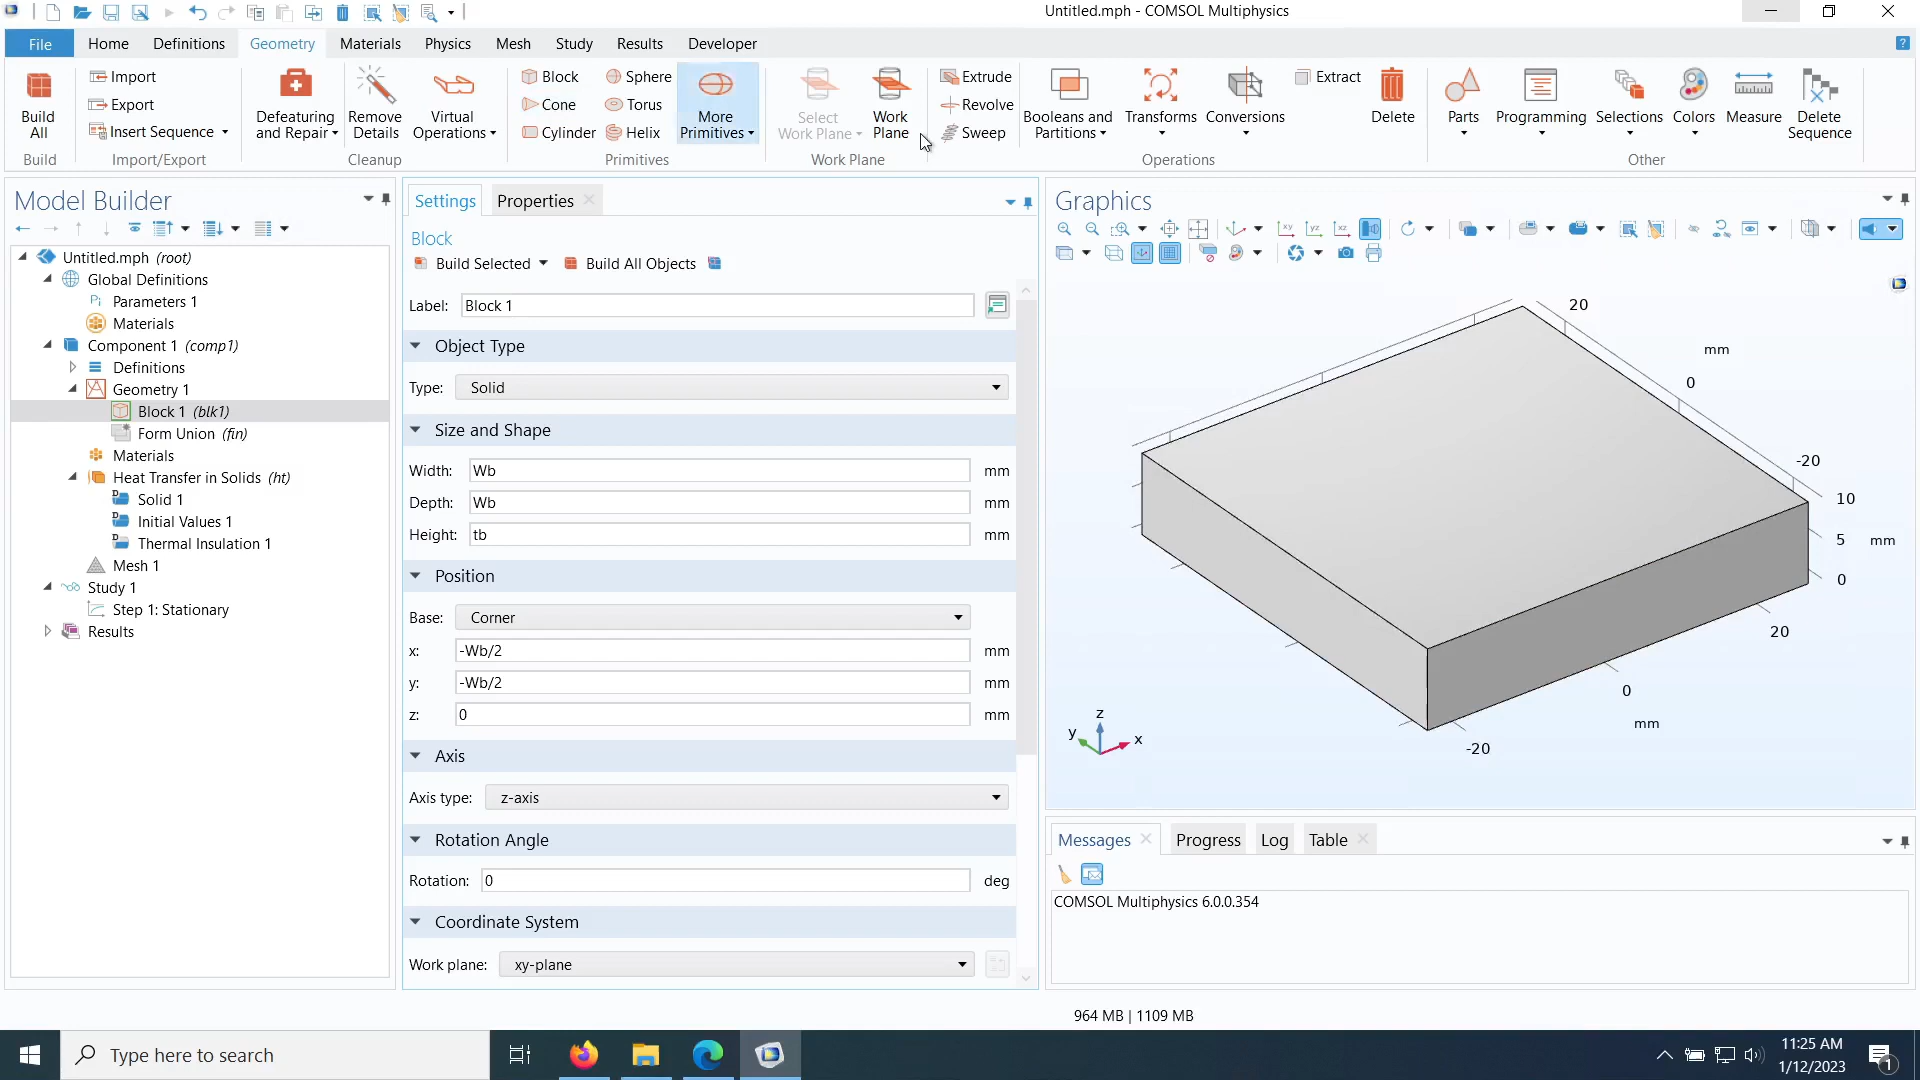 Untitled.mph - COMSOL Multiphysics
File Home Definitions Geometry Materials Physics Mesh Study Results Developer
Build All
Build
Import
Export
Insert Sequence
Import/Export
Defeaturing and Repair
Remove Details
Virtual Operations
Cleanup
Block Sphere
Cone Torus
Cylinder Helix
More Primitives
Primitives
Select Work Plane
Work Plane
Work Plane
Extrude
Revolve
Sweep
Booleans and Partitions
Transforms
Conversions
Extract
Delete
Operations
Parts
Programming
Selections
Colors
Measure
Delete Sequence
Other
Model Builder
Untitled.mph (root)
Global Definitions
Pi Parameters 1
Materials
Component 1 (comp1)
Definitions
Geometry 1
Block 1 (blk1)
Form Union (fin)
Materials
Heat Transfer in Solids (ht)
D Solid 1
D Initial Values 1
D Thermal Insulation 1
Mesh 1
Study 1
Step 1: Stationary
Results
Settings Properties
Block
Build Selected Build All Objects
Label: Block 1
Object Type
Type: Solid
Size and Shape
Width: Wb mm
Depth: Wb mm
Height: tb mm
Position
Base: Corner
x: -Wb/2 mm
y: -Wb/2 mm
z: 0 mm
Axis
Axis type: z-axis
Rotation Angle
Rotation: 0 deg
Coordinate System
Work plane: xy-plane
Graphics
xy yz xz
20
mm
0
-20
10
5 mm
0
20
0
mm
-20
z
y x
Messages Progress Log Table
COMSOL Multiphysics 6.0.0.354
964 MB | 1109 MB
Type here to search
11:25 AM
1/12/2023
1